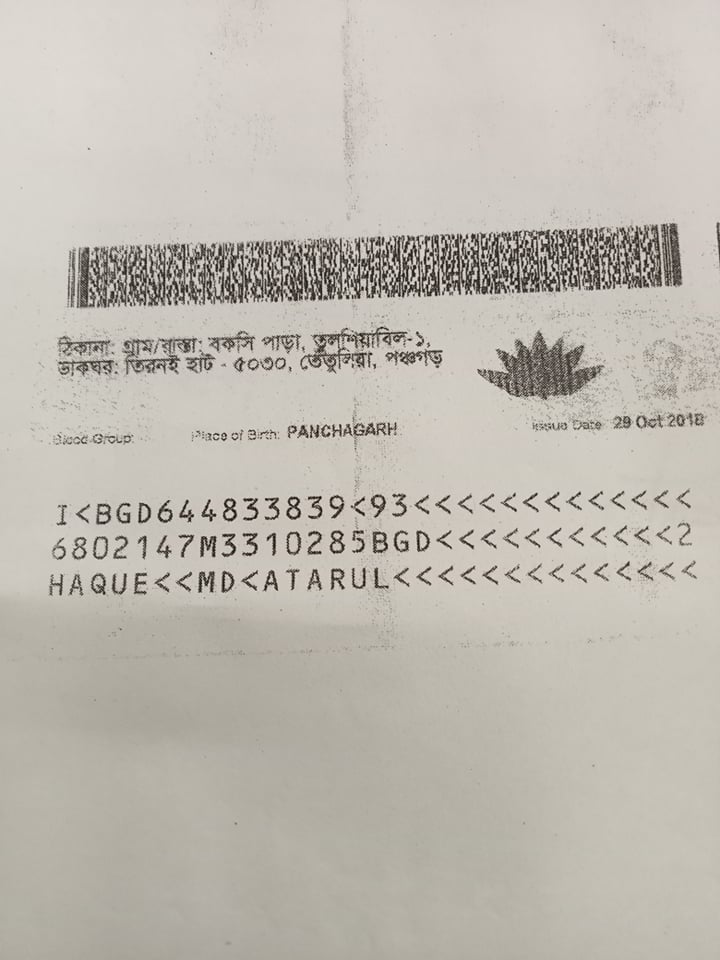 ঠিকানা: গ্রাম/রাস্তা: বকসি পাড়া, তুলশিয়াবিল-১,
ডাকঘর: তিরনই হাট - ৫০৩০, তেঁতুলিয়া, পঞ্চগড়
Blood Group: Place of Birth: PANCHAGARH Issue Date: 29 Oct 2018
I<BGD644833839<93<<<<<<<<<<<<<
6802147M3310285BGD<<<<<<<<<<<2
HAQUE<<MD<ATARUL<<<<<<<<<<<<<<